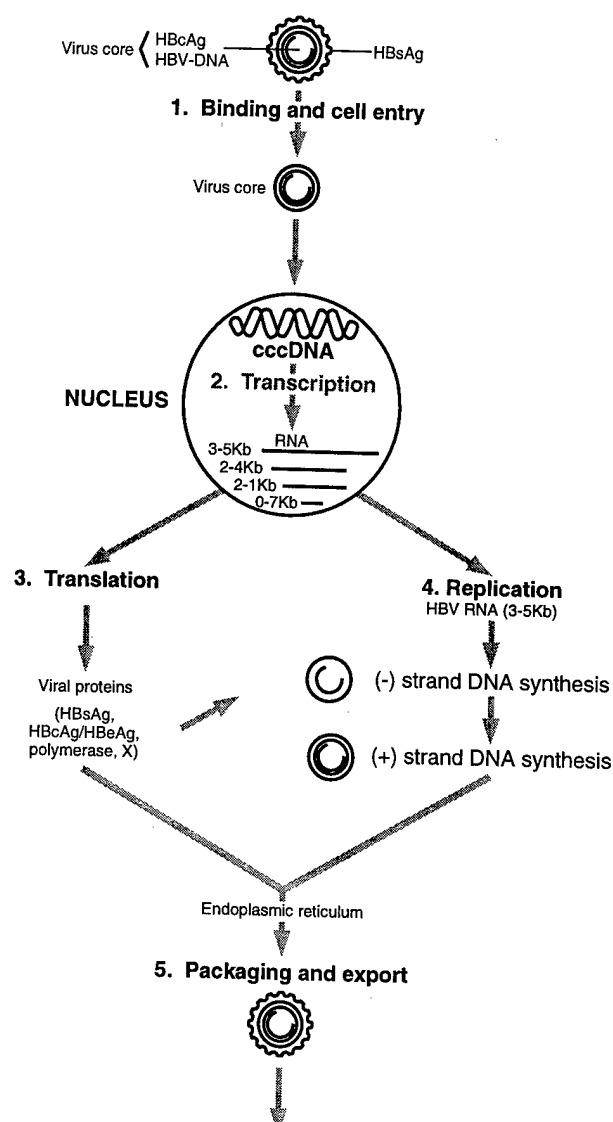 Virus core
HBcAg
HBV-DNA
HBsAg
1. Binding and cell entry
Virus core
cccDNA
2. Transcription
NUCLEUS
RNA
3-5Kb
2-4Kb
2-1Kb
0-7Kb
3. Translation
4. Replication
HBV RNA (3-5Kb)
Viral proteins
(HBsAg,
HBcAg/HBeAg,
polymerase, X)
(-) strand DNA synthesis
(+) strand DNA synthesis
Endoplasmic reticulum
5. Packaging and export